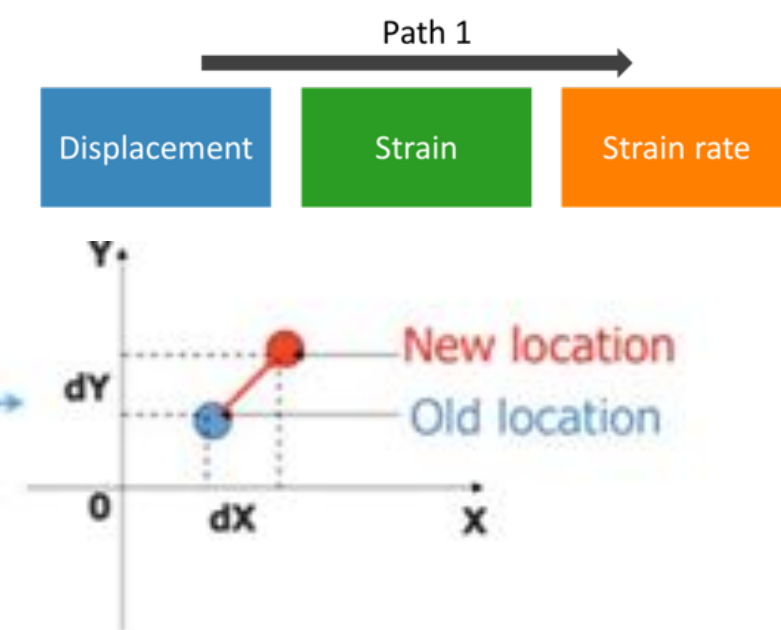 Path 1
Displacement
Strain
Strain rate
Y
New location
dY
Old location
0
dX
X